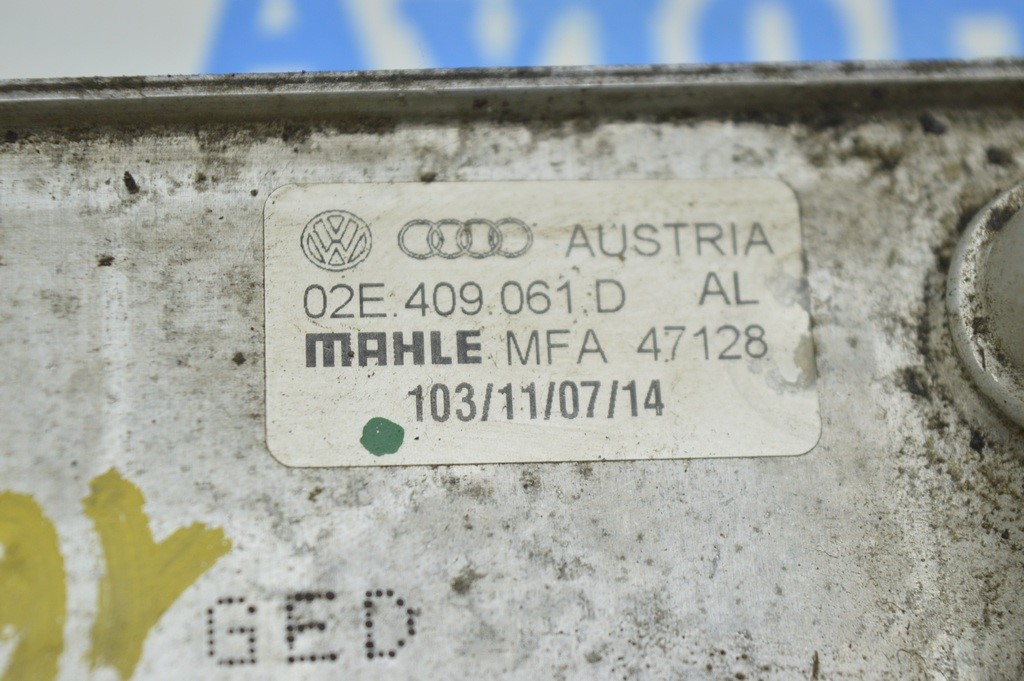 AUSTRIA
02E.409.061.D AL
MAHLE MFA 47128
103/11/07/14
GED